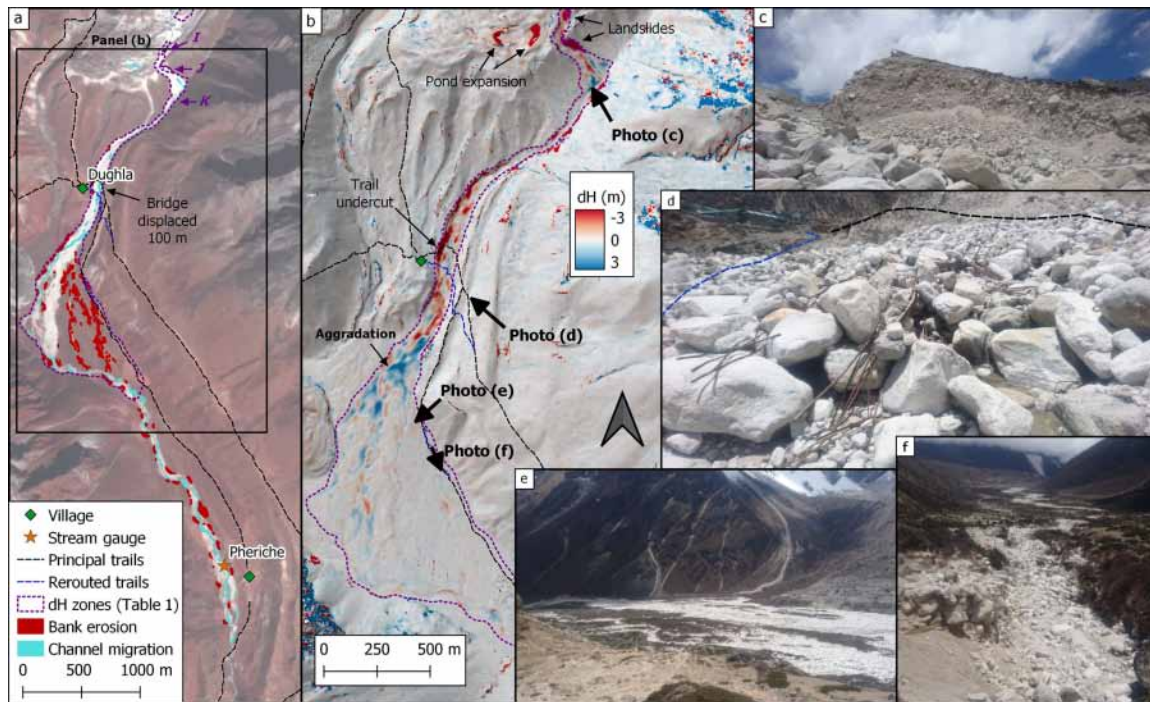 a
Panel (b)
I
J
K
Dughla
Bridge
displaced
100 m
Pheriche
Village
Stream gauge
Principal trails
Rerouted trails
dH zones (Table 1)
Bank erosion
Channel migration
0 500 1000 m
b
Landslides
Pond expansion
Photo (c)
dH (m)
-3
0
3
Trail
undercut
Photo (d)
Aggradation
Photo (e)
Photo (f)
0 250 500 m
c
d
e
f